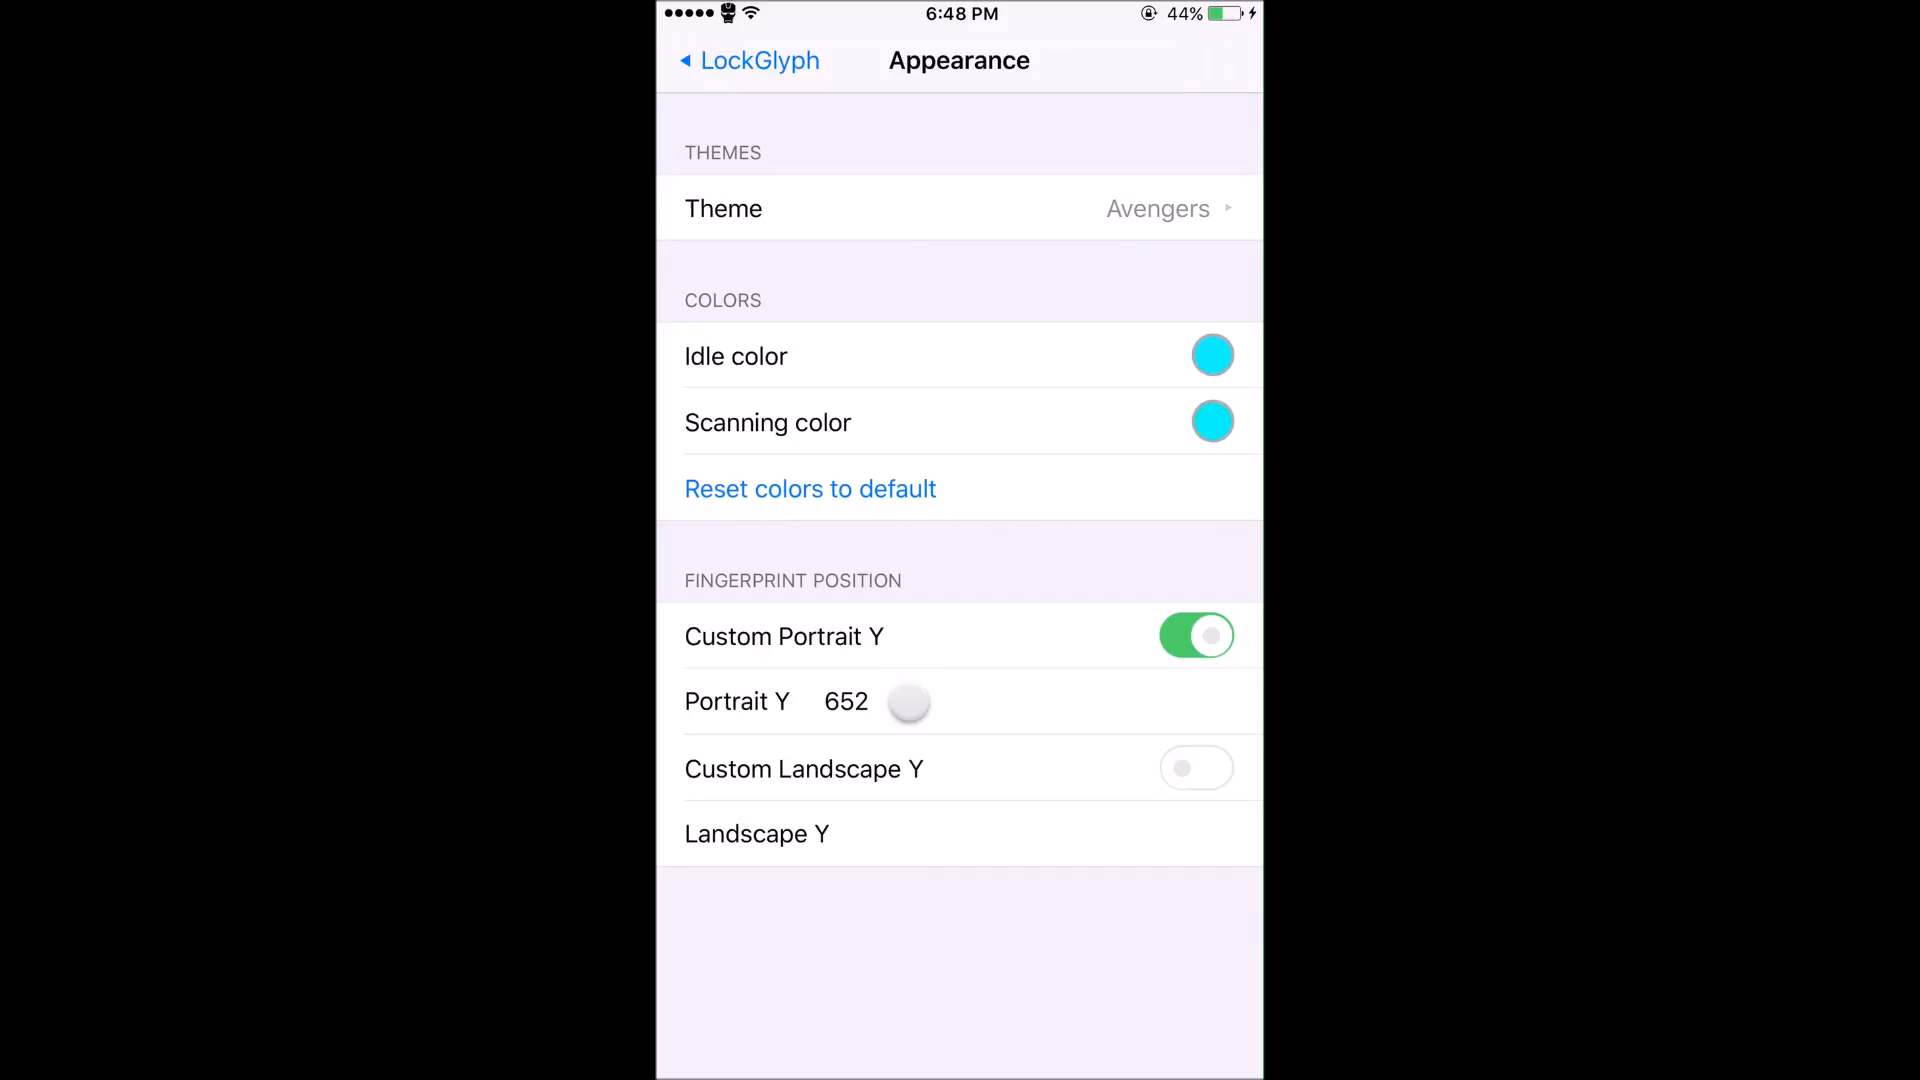 6:48 PM
44%
LockGlyph
Appearance
THEMES
Theme
Avengers
COLORS
Idle color
Scanning color
Reset colors to default
FINGERPRINT POSITION
Custom Portrait Y
Portrait Y 652
Custom Landscape Y
Landscape Y